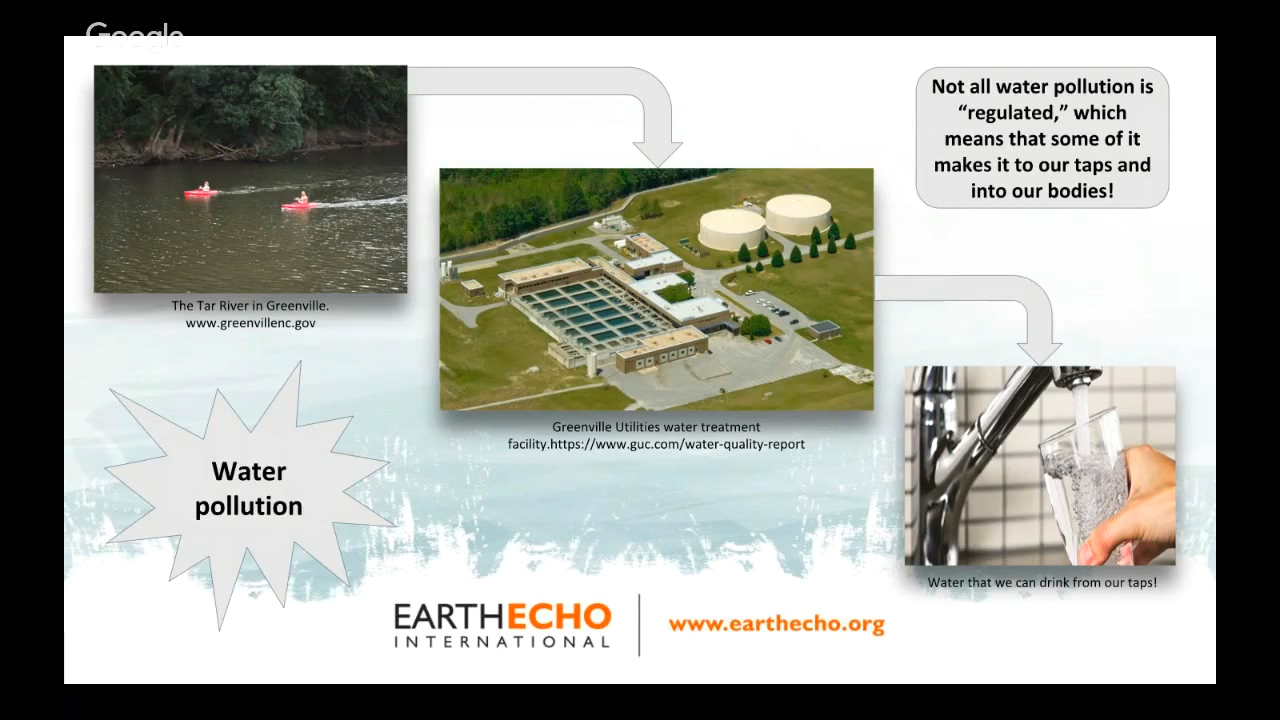 Google
Not all water pollution is
“regulated,” which
means that some of it
makes it to our taps and
into our bodies!
The Tar River in Greenville.
www.greenvillenc.gov
Greenville Utilities water treatment
facility.https://www.guc.com/water-quality-report
Water
pollution
Water that we can drink from our taps!
EARTHECHO
INTERNATIONAL
www.earthecho.org